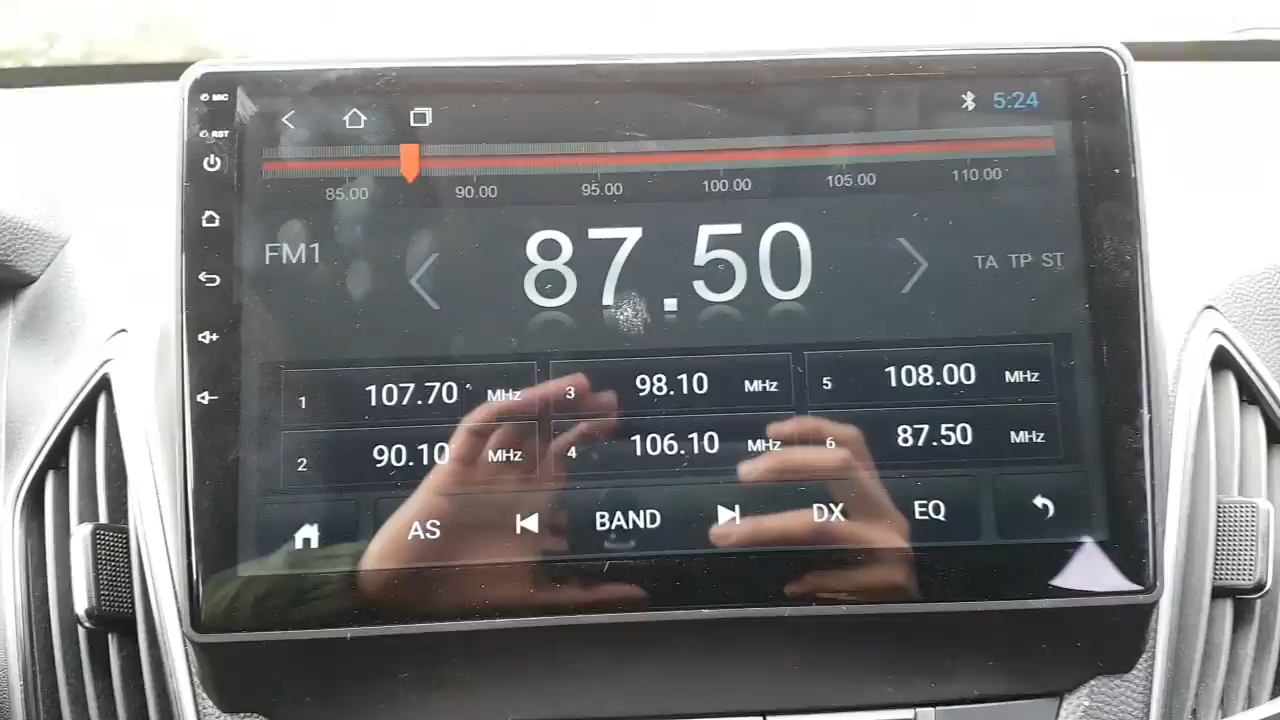 MIC
5:24
RST
85.00 90.00 95.00 100.00 105.00 110.00
FM1
87.50
TA TP ST
1 107.70 MHz
3 98.10 MHz
5 108.00 MHz
2 90.10 MHz
4 106.10 MHz
6 87.50 MHz
AS
BAND
DX
EQ